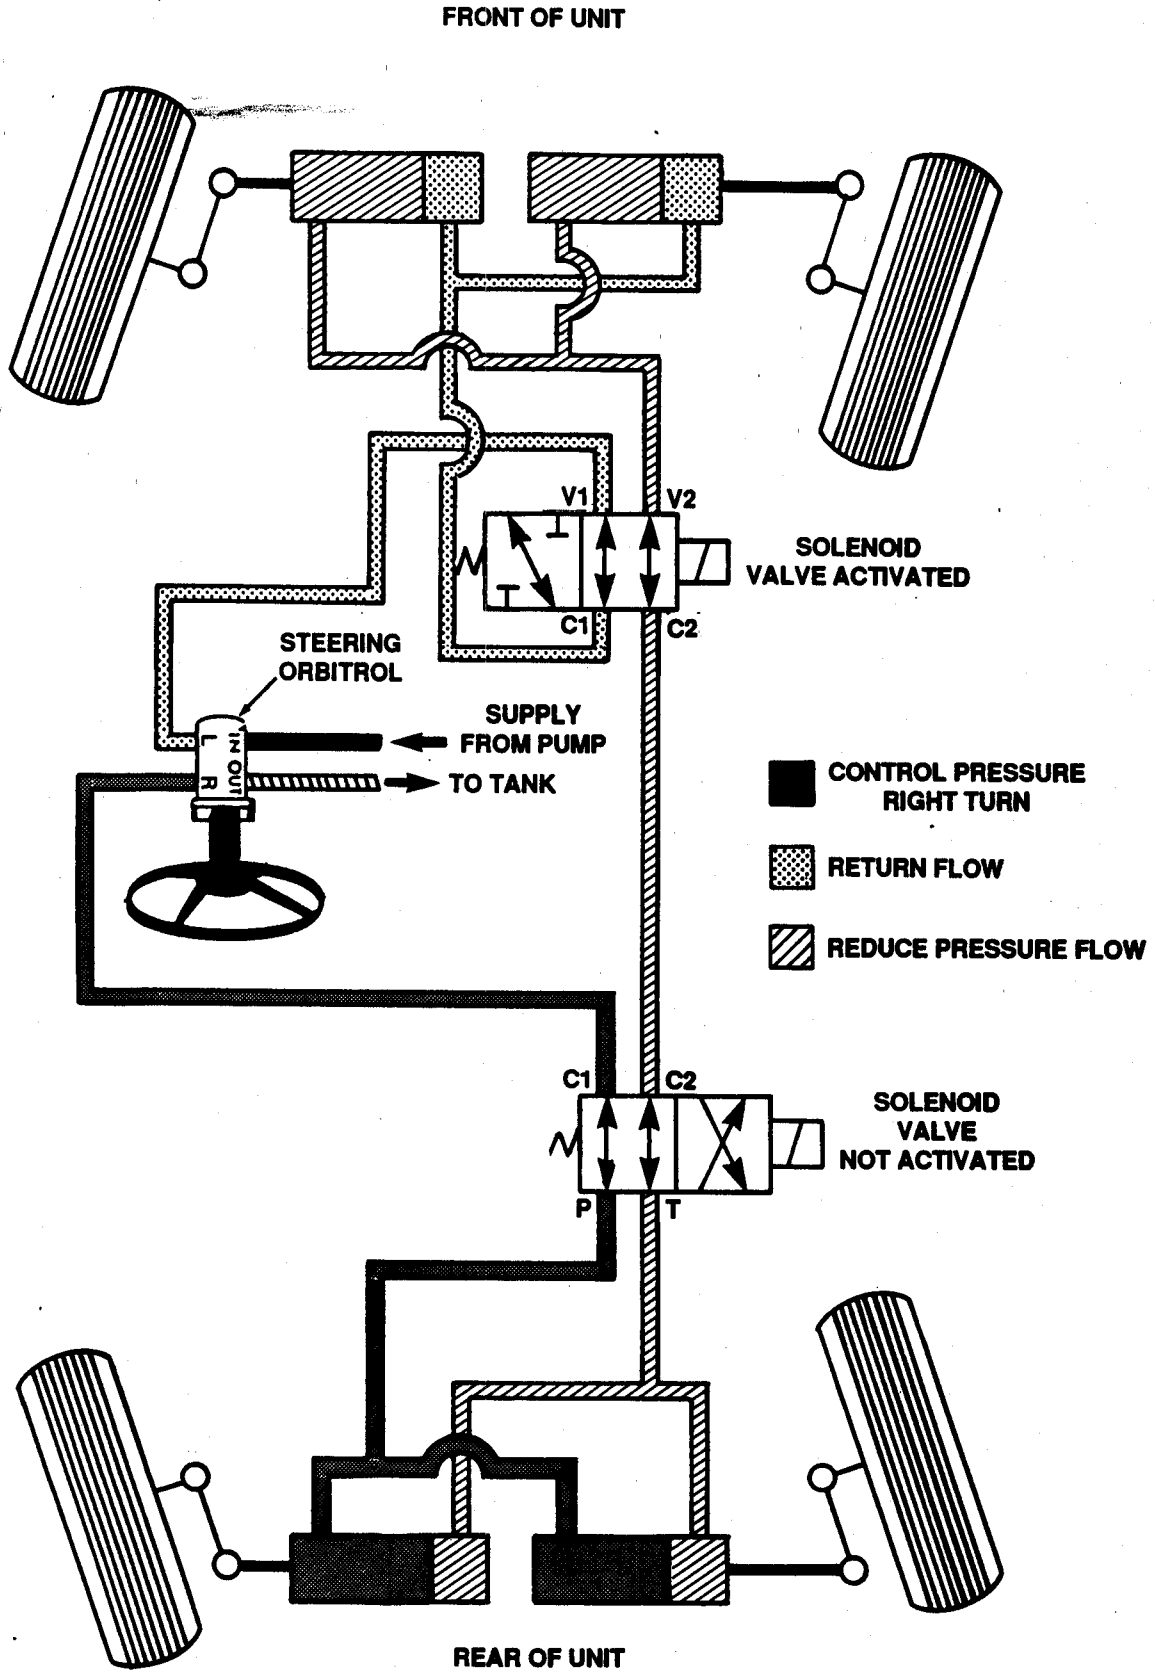 FRONT OF UNIT
V1
V2
SOLENOID
VALVE ACTIVATED
C1
C2
STEERING
ORBITROL
SUPPLY
FROM PUMP
L
IN
R
OUT
TO TANK
CONTROL PRESSURE
RIGHT TURN
RETURN FLOW
REDUCE PRESSURE FLOW
C1
C2
SOLENOID
VALVE
NOT ACTIVATED
P
T
REAR OF UNIT